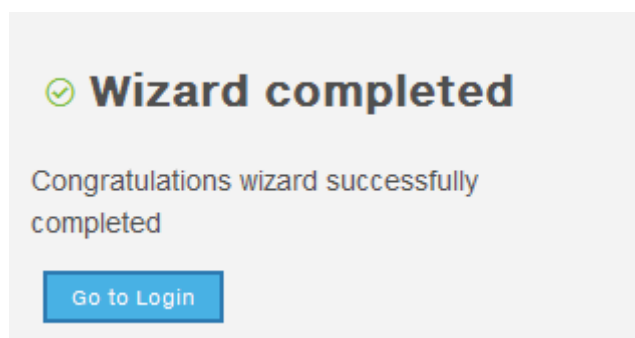 Wizard completed
Congratulations wizard successfully
completed
Go to Login